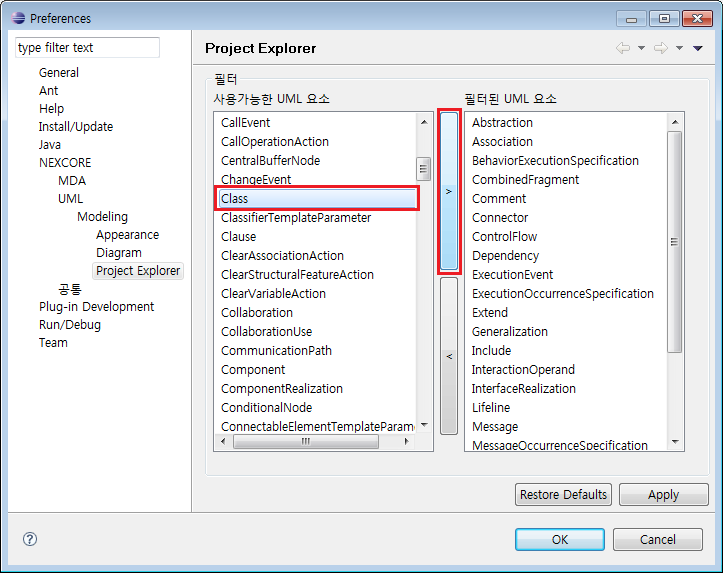 Preferences
type filter text
General
Ant
Help
Install/Update
Java
NEXCORE
MDA
UML
Modeling
Appearance
Diagram
Project Explorer
공통
Plug-in Development
Run/Debug
Team
Project Explorer
필터
사용가능한 UML 요소
CallEvent
CallOperationAction
CentralBufferNode
ChangeEvent
Class
ClassifierTemplateParameter
Clause
ClearAssociationAction
ClearStructuralFeatureAction
ClearVariableAction
Collaboration
CollaborationUse
CommunicationPath
Component
ComponentRealization
ConditionalNode
ConnectableElementTemplateParam
>
<
필터된 UML 요소
Abstraction
Association
BehaviorExecutionSpecification
CombinedFragment
Comment
Connector
ControlFlow
Dependency
ExecutionEvent
ExecutionOccurrenceSpecification
Extend
Generalization
Include
InteractionOperand
InterfaceRealization
Lifeline
Message
MessageOccurrenceSpecification
Restore Defaults
Apply
?
OK
Cancel